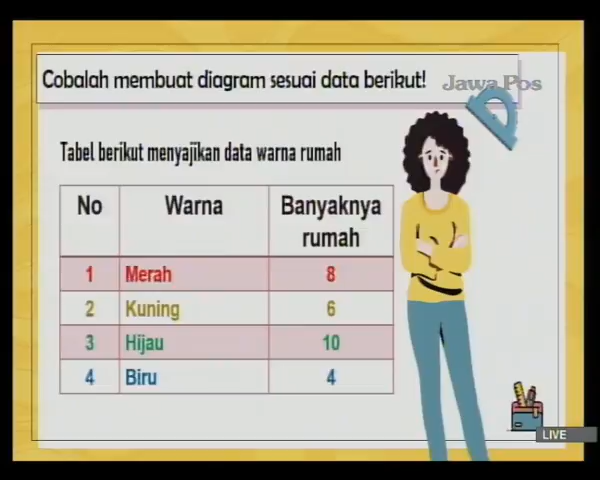 Cobalah membuat diagram sesuai data berikut!
Jawa Pos
Tabel berikut menyajikan data warna rumah
No Warna Banyaknya rumah
1 Merah 8
2 Kuning 6
3 Hijau 10
4 Biru 4
LIVE